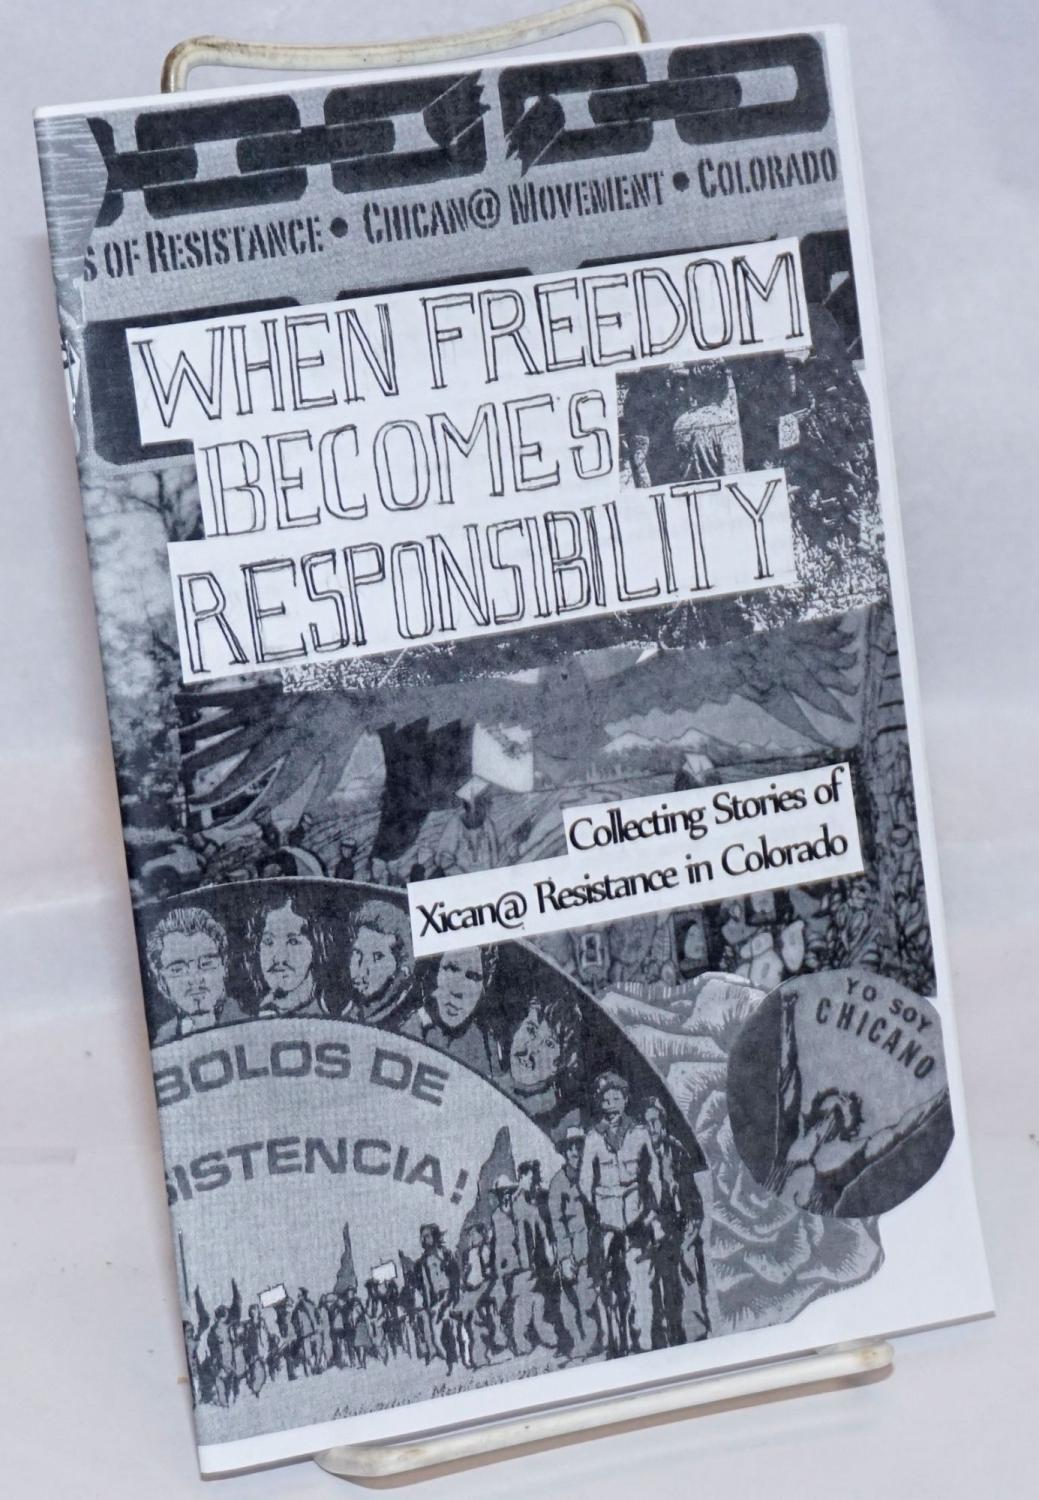 S OF RESISTANCE • CHICAN@ MOVEMENT • COLORADO
WHEN FREEDOM
BECOMES
RESPONSIBILITY
Collecting Stories of
Xican@ Resistance in Colorado
YO SOY
CHICANO
BOLOS DE
ISTENCIA!